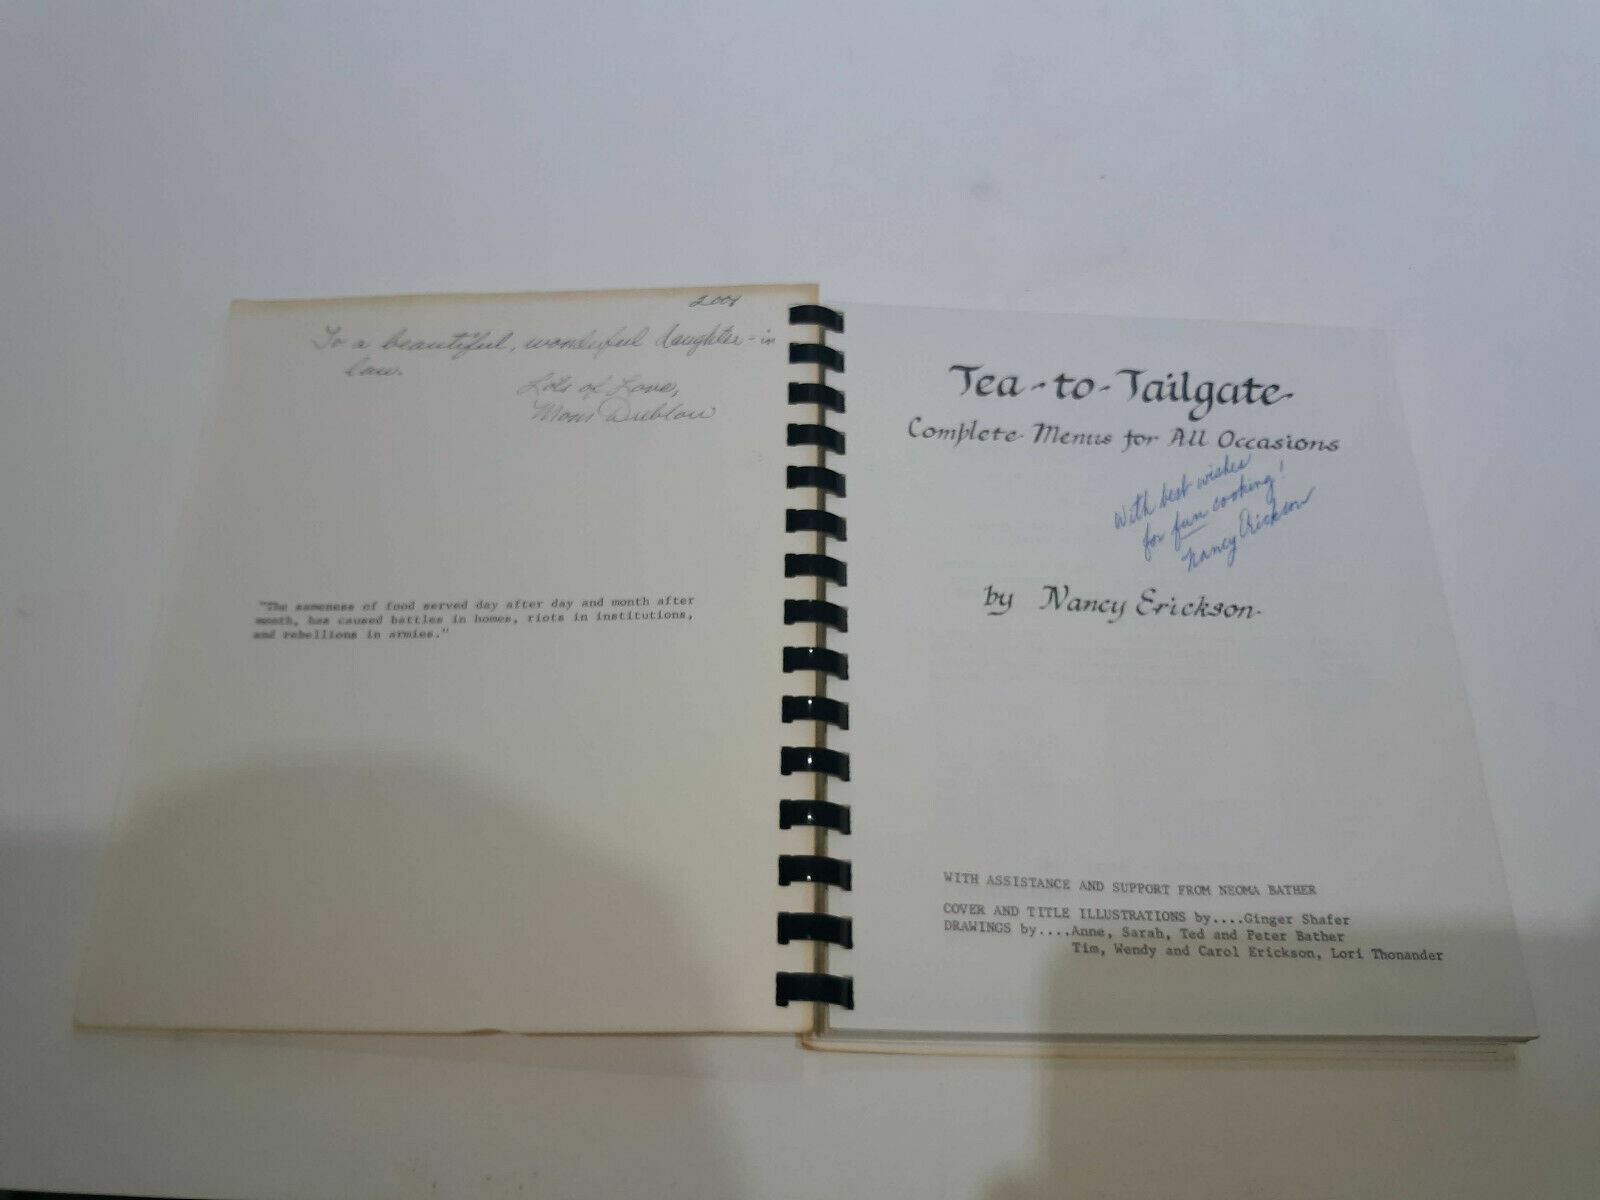 2001
To a beautiful, wonderful daughter-in
law.
Lots of Love,
Mom
"The sameness of food served day after day and month after
month, has caused battles in homes, riots in institutions,
and rebellions in armies."
Tea-to-Tailgate
Complete Menus for All Occasions
With best wishes
for fun cooking!
Nancy Erickson
by Nancy Erickson
WITH ASSISTANCE AND SUPPORT FROM NEOMA BATHER
COVER AND TITLE ILLUSTRATIONS by....Ginger Shafer
DRAWINGS by....Anne, Sarah, Ted and Peter Bather
Tim, Wendy and Carol Erickson, Lori Thonander